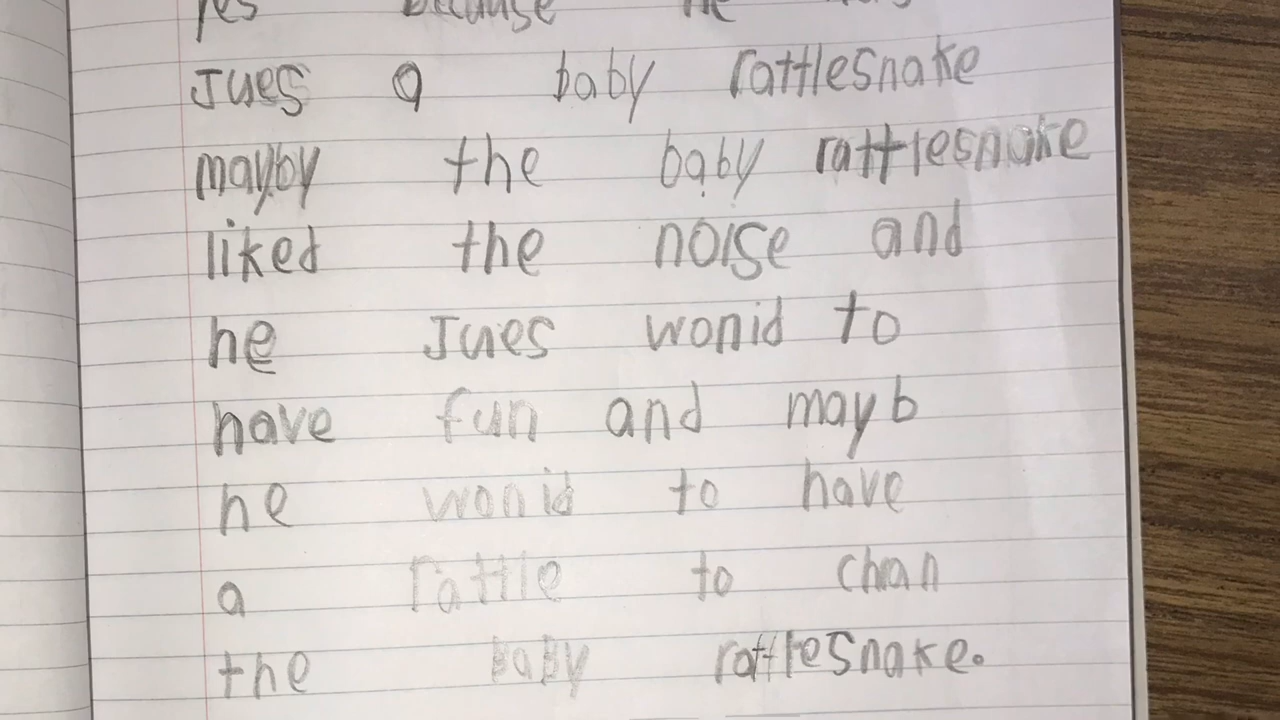 yes because he
Jues a baby rattlesnake
mayby the baby rattlesnake
liked the noise and
he Jues wonid to
have fun and mayb
he wonid to have
a rattle to chan
the baby rattlesnake.